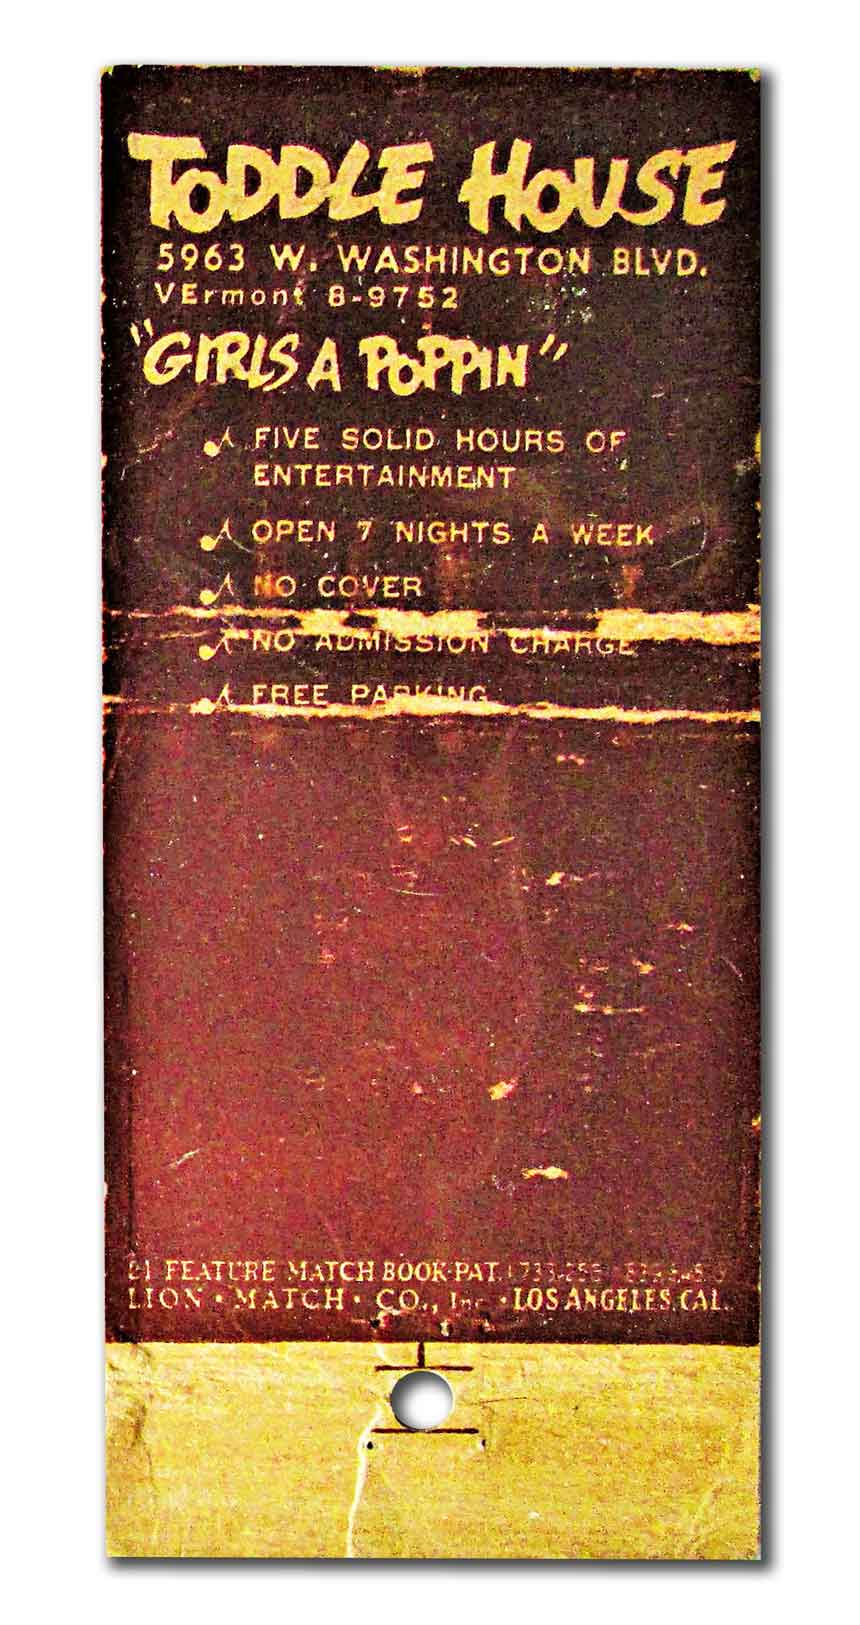 TODDLE HOUSE
5963 W. WASHINGTON BLVD.
VErmont 8-9752
"GIRLS A POPPIN"
FIVE SOLID HOURS OF
ENTERTAINMENT
OPEN 7 NIGHTS A WEEK
NO COVER
NO ADMISSION CHARGE
FREE PARKING
21 FEATURE MATCH BOOK-PAT.
LION • MATCH • CO., Inc. • LOS ANGELES, CAL.